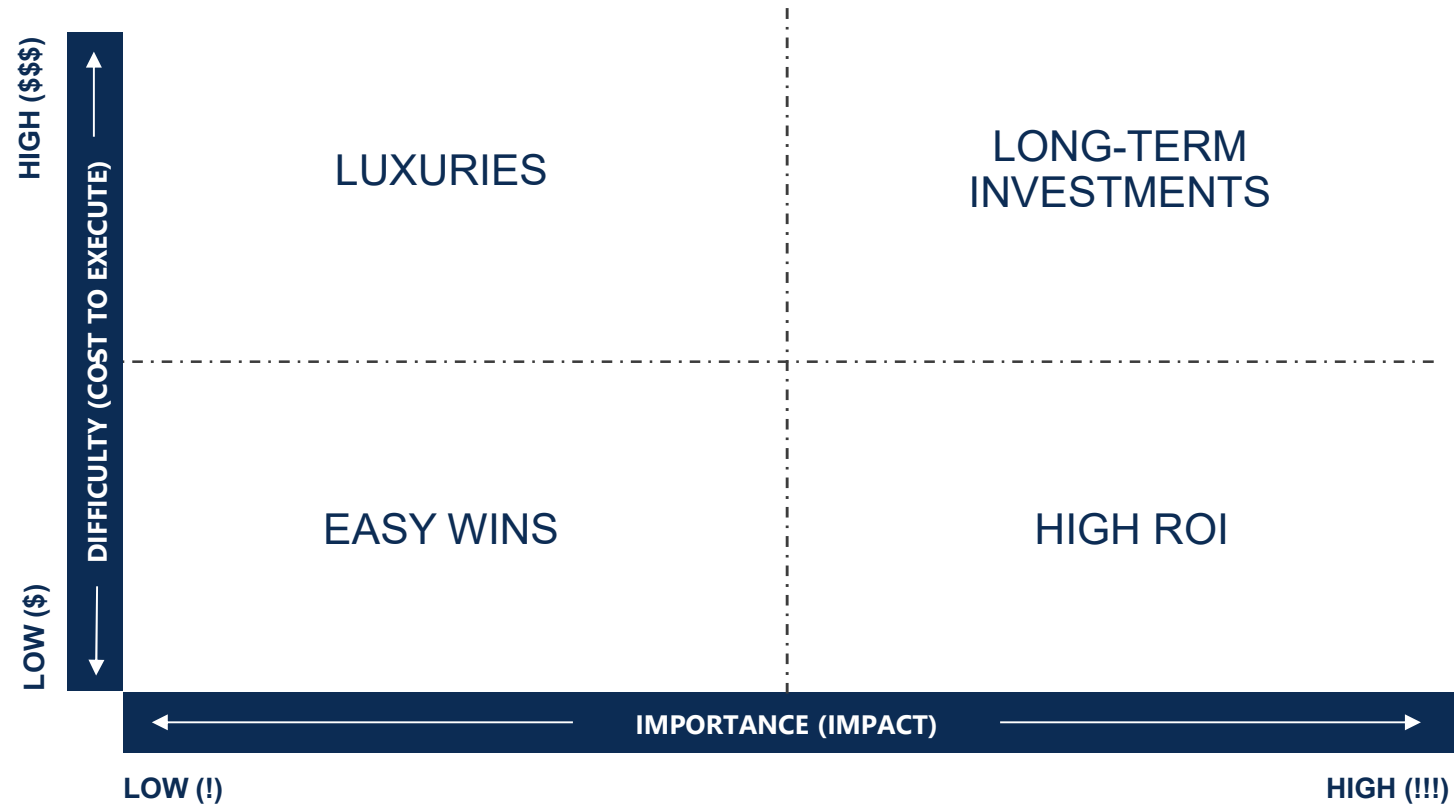 HIGH ($$$)
DIFFICULTY (COST TO EXECUTE)
LOW ($)
LUXURIES
LONG-TERM
INVESTMENTS
EASY WINS
HIGH ROI
IMPORTANCE (IMPACT)
LOW (!)
HIGH (!!!)